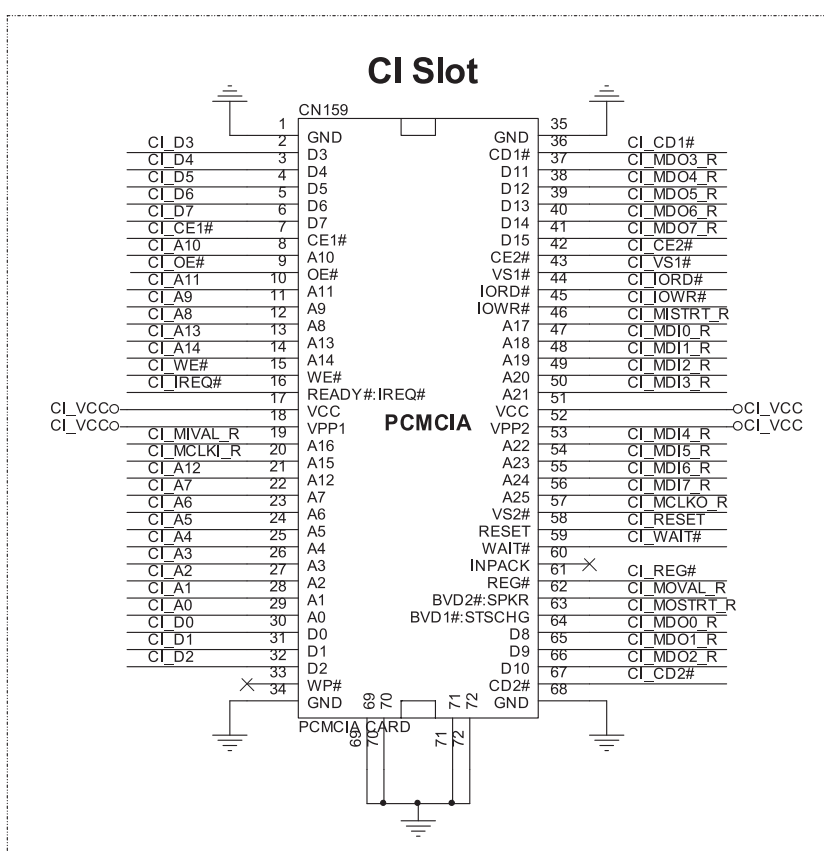 CI Slot
CN159
1 GND GND 35
CI_D3 2 D3 CD1# 36 CI_CD1#
CI_D4 3 D4 D11 37 CI_MDO3_R
CI_D5 4 D5 D12 38 CI_MDO4_R
CI_D6 5 D6 D13 39 CI_MDO5_R
CI_D7 6 D7 D14 40 CI_MDO6_R
CI_CE1# 7 CE1# D15 41 CI_MDO7_R
CI_A10 8 A10 CE2# 42 CI_CE2#
CI_OE# 9 OE# VS1# 43 CI_VS1#
CI_A11 10 A11 IORD# 44 CI_IORD#
CI_A9 11 A9 IOWR# 45 CI_IOWR#
CI_A8 12 A8 A17 46 CI_MISTRT_R
CI_A13 13 A13 A18 47 CI_MDI0_R
CI_A14 14 A14 A19 48 CI_MDI1_R
CI_WE# 15 WE# A20 49 CI_MDI2_R
CI_IREQ# 16 READY#:IREQ# A21 50 CI_MDI3_R
CI_VCC 17 VCC VCC 51 CI_VCC
CI_VCC 18 VPP1 PCMCIA VPP2 52 CI_VCC
CI_MIVAL_R 19 A16 A22 53 CI_MDI4_R
CI_MCLKI_R 20 A15 A23 54 CI_MDI5_R
CI_A12 21 A12 A24 55 CI_MDI6_R
CI_A7 22 A7 A25 56 CI_MDI7_R
CI_A6 23 A6 VS2# 57 CI_MCLKO_R
CI_A5 24 A5 RESET 58 CI_RESET
CI_A4 25 A4 WAIT# 59 CI_WAIT#
CI_A3 26 A3 INPACK 60
CI_A2 27 A2 REG# 61 CI_REG#
CI_A1 28 A1 BVD2#:SPKR 62 CI_MOVAL_R
CI_A0 29 A0 BVD1#:STSCHG 63 CI_MOSTRT_R
CI_D0 30 D0 D8 64 CI_MDO0_R
CI_D1 31 D1 D9 65 CI_MDO1_R
CI_D2 32 D2 D10 66 CI_MDO2_R
33 WP# CD2# 67 CI_CD2#
34 GND 69 70 71 72 GND 68
PCMCIA CARD
69 70 71 72